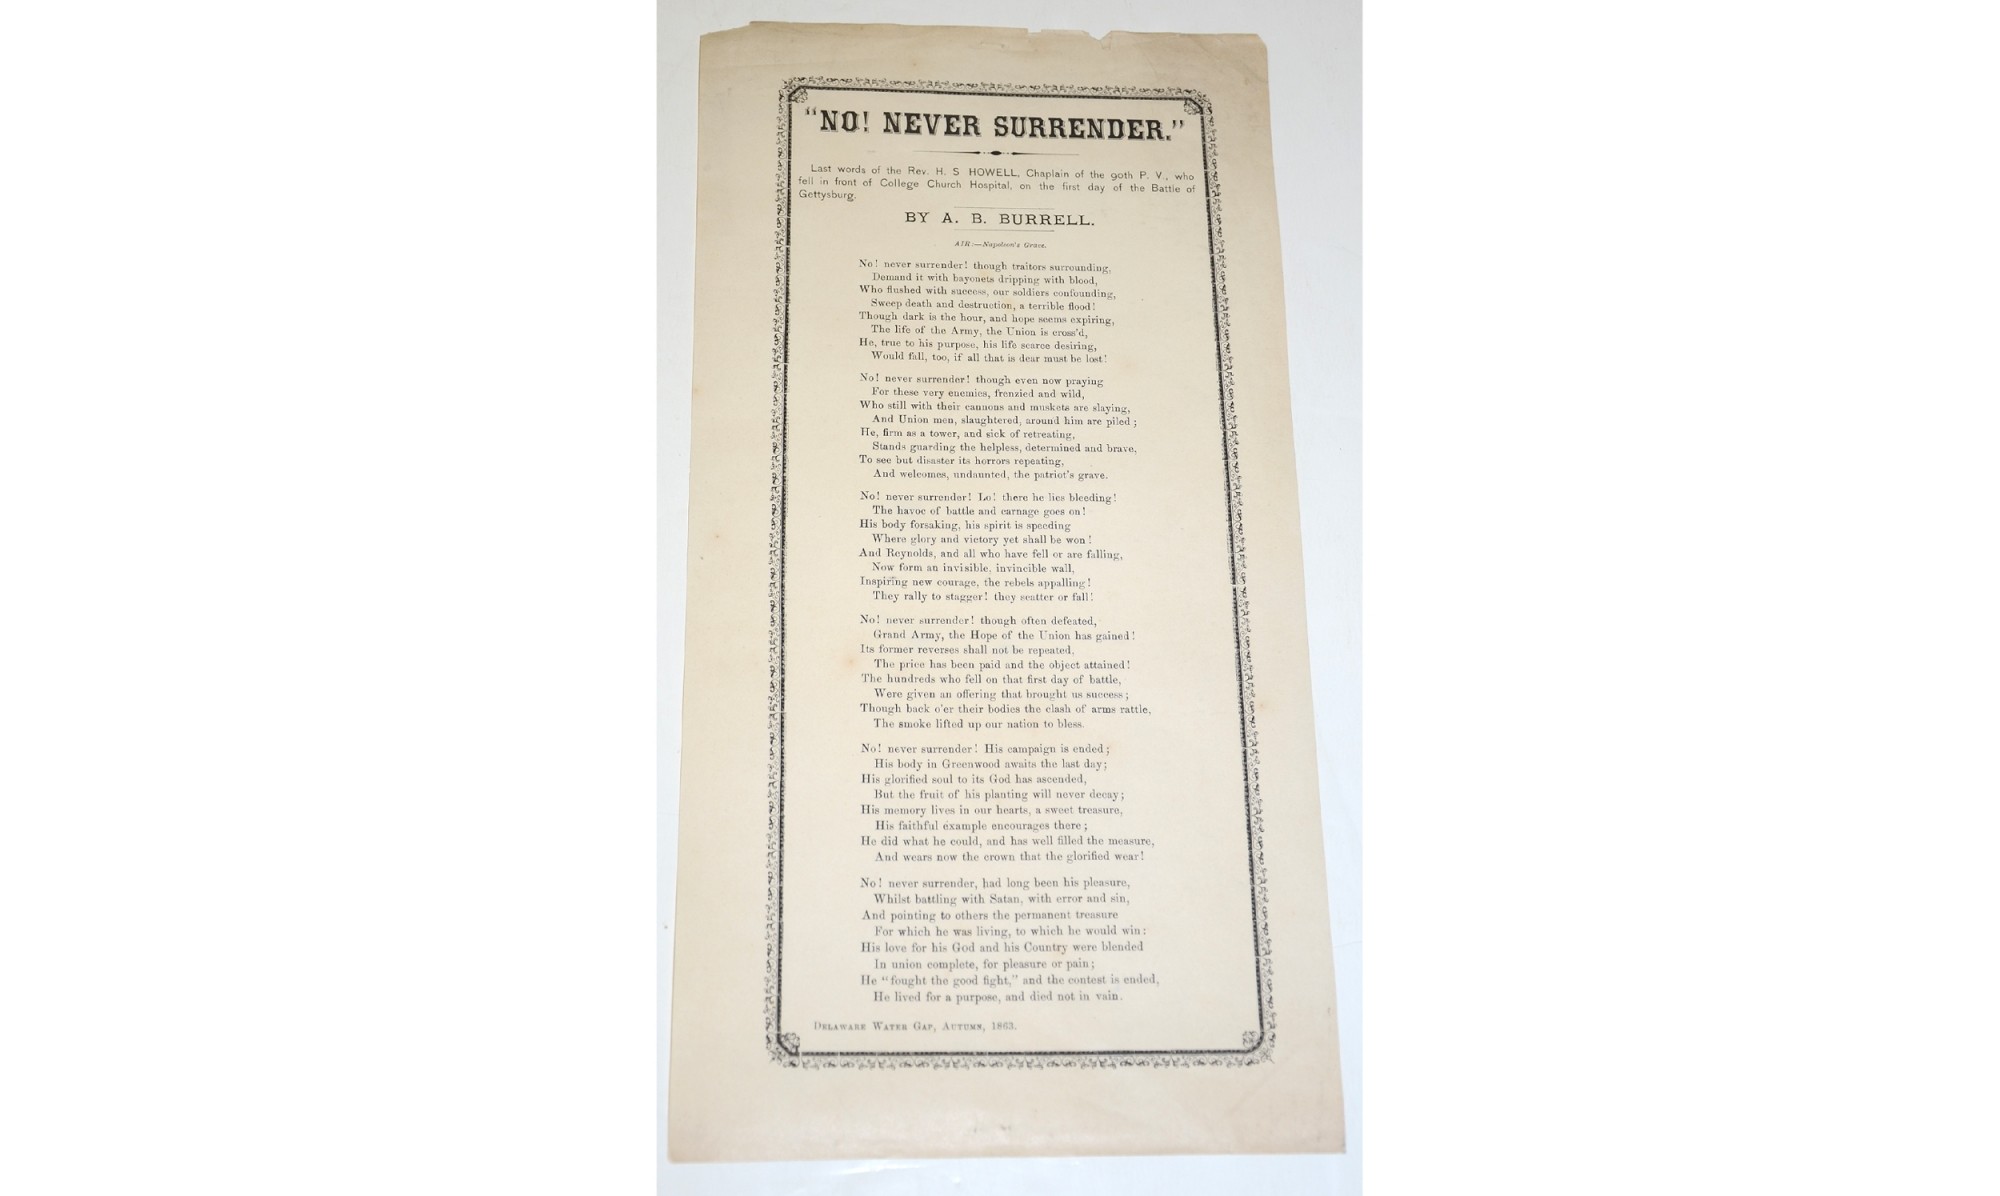 "NO! NEVER SURRENDER."
Last words of the Rev. H. S HOWELL, Chaplain of the 90th P. V., who
fell in front of College Church Hospital, on the first day of the Battle of
Gettysburg.
BY A. B. BURRELL.
AIR:—Napoleon's Grave.
No! never surrender! though traitors surrounding,
Demand it with bayonets dripping with blood,
Who flushed with success, our soldiers confounding,
Sweep death and destruction, a terrible flood!
Though dark is the hour, and hope seems expiring,
The life of the Army, the Union is cross'd,
He, true to his purpose, his life scarce desiring,
Would fall, too, if all that is dear must be lost!
No! never surrender! though even now praying
For these very enemies, frenzied and wild,
Who still with their cannons and muskets are slaying,
And Union men, slaughtered, around him are piled;
He, firm as a tower, and sick of retreating,
Stands guarding the helpless, determined and brave,
To see but disaster its horrors repeating,
And welcomes, undaunted, the patriot's grave.
No! never surrender! Lo! there he lies bleeding!
The havoc of battle and carnage goes on!
His body forsaking, his spirit is speeding
Where glory and victory yet shall be won!
And Reynolds, and all who have fell or are falling,
Now form an invisible, invincible wall,
Inspiring new courage, the rebels appalling!
They rally to stagger! they scatter or fall!
No! never surrender! though often defeated,
Grand Army, the Hope of the Union has gained!
Its former reverses shall not be repeated,
The price has been paid and the object attained!
The hundreds who fell on that first day of battle,
Were given an offering that brought us success;
Though back o'er their bodies the clash of arms rattle,
The smoke lifted up our nation to bless.
No! never surrender! His campaign is ended;
His body in Greenwood awaits the last day;
His glorified soul to its God has ascended,
But the fruit of his planting will never decay;
His memory lives in our hearts, a sweet treasure,
His faithful example encourages there;
He did what he could, and has well filled the measure,
And wears now the crown that the glorified wear!
No! never surrender, had long been his pleasure,
Whilst battling with Satan, with error and sin,
And pointing to others the permanent treasure
For which he was living, to which he would win:
His love for his God and his Country were blended
In union complete, for pleasure or pain;
He "fought the good fight," and the contest is ended,
He lived for a purpose, and died not in vain.
DELAWARE WATER GAP, AUTUMN, 1863.